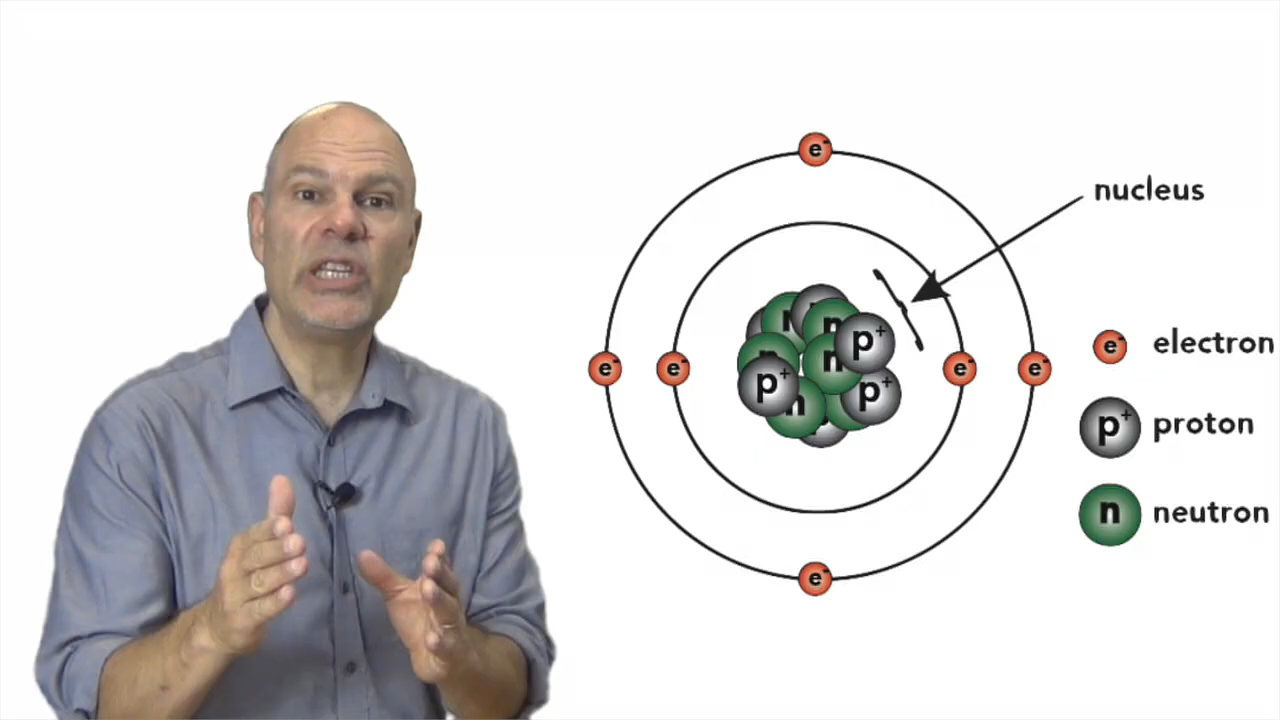 e-
nucleus
n
n
p+
e-
e-
n
n
e-
e-
electron
e-
p+
p+
n
p+
proton
n
neutron
e-